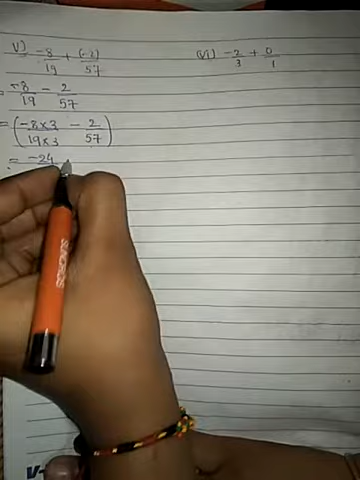 v) -8/19 + (-2)/57
= -8/19 - 2/57
= (-8×3/19×3 - 2/57)
= -24
(vi) -2/3 + 0/1